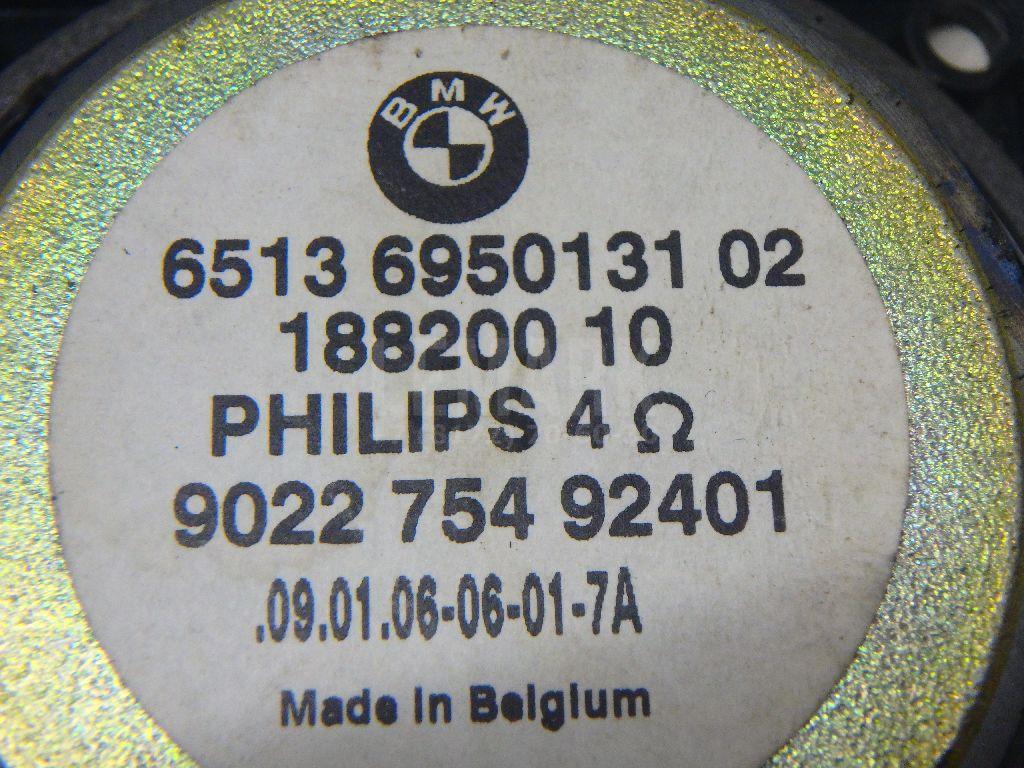 BMW
6513 6950131 02
188200 10
PHILIPS 4 Ω
9022 754 92401
.09.01.06-06-01-7A
Made in Belgium